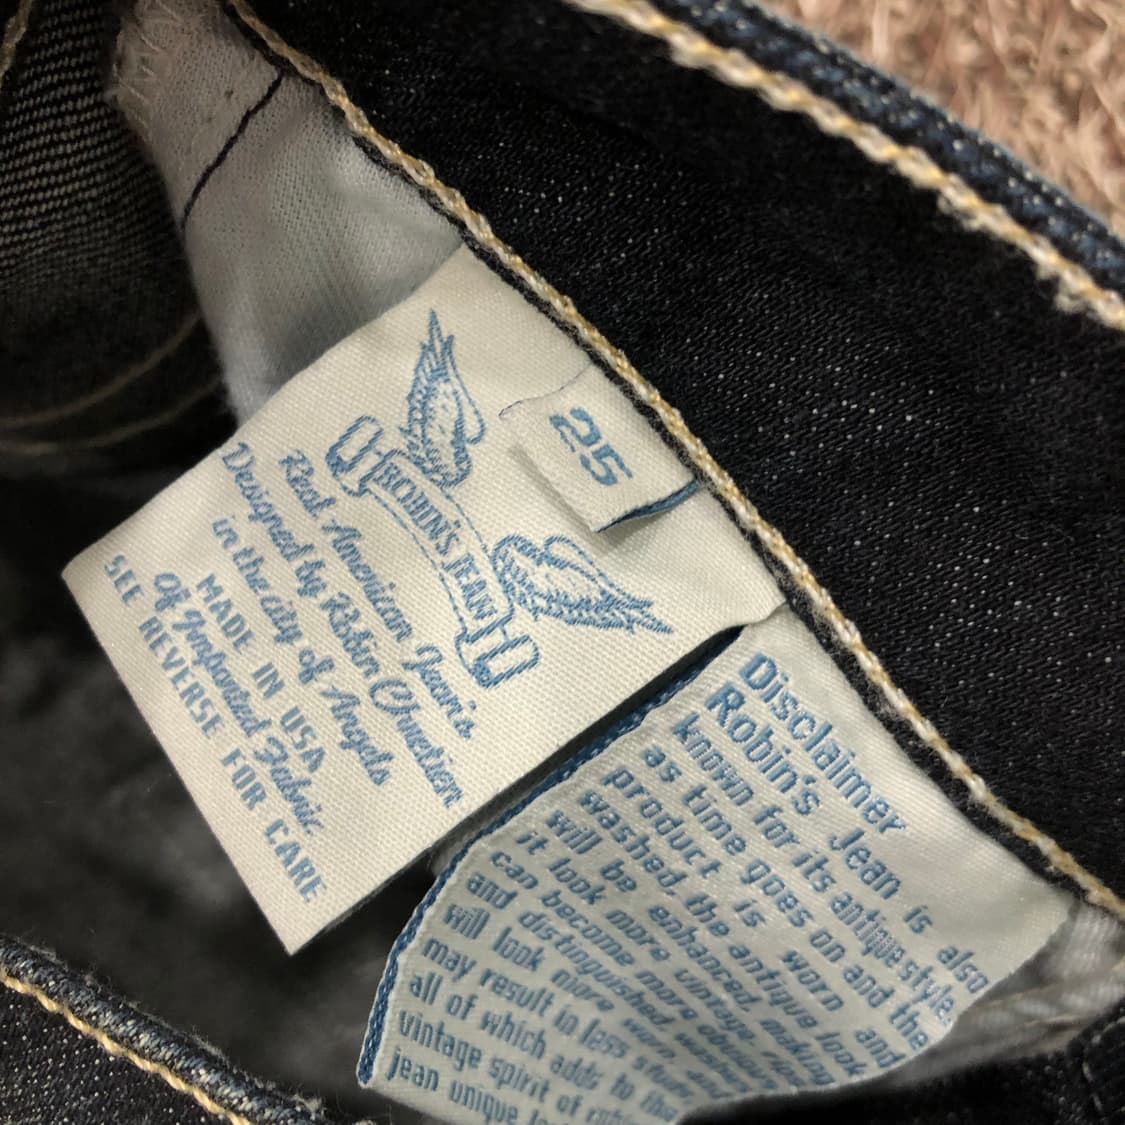 25
ROBIN'S JEAN
Real American Jean's
Designed by Robin Chretien
in the city of Angels
MADE IN USA
Of Imported Fabric
SEE REVERSE FOR CARE
Disclaimer
Robin's Jean is also
known for its antique style.
as time goes on and the
product is worn and
washed, the antique look
will be enhanced, making
it look more vintage.
can become more
and distinguished.
will look more worn.
may result in less
all of which adds to the
vintage spirit of
jean unique